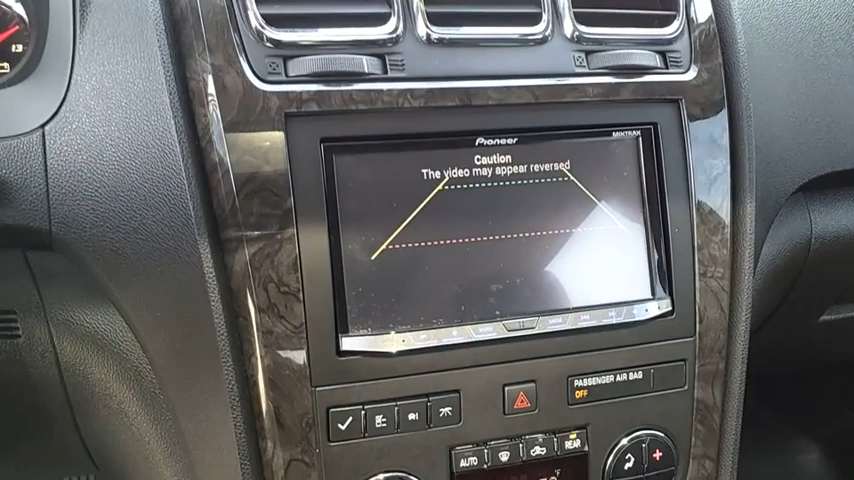 Pioneer
MIXTRAX
Caution
The video may appear reversed
PASSENGER AIR BAG
OFF
AUTO
REAR